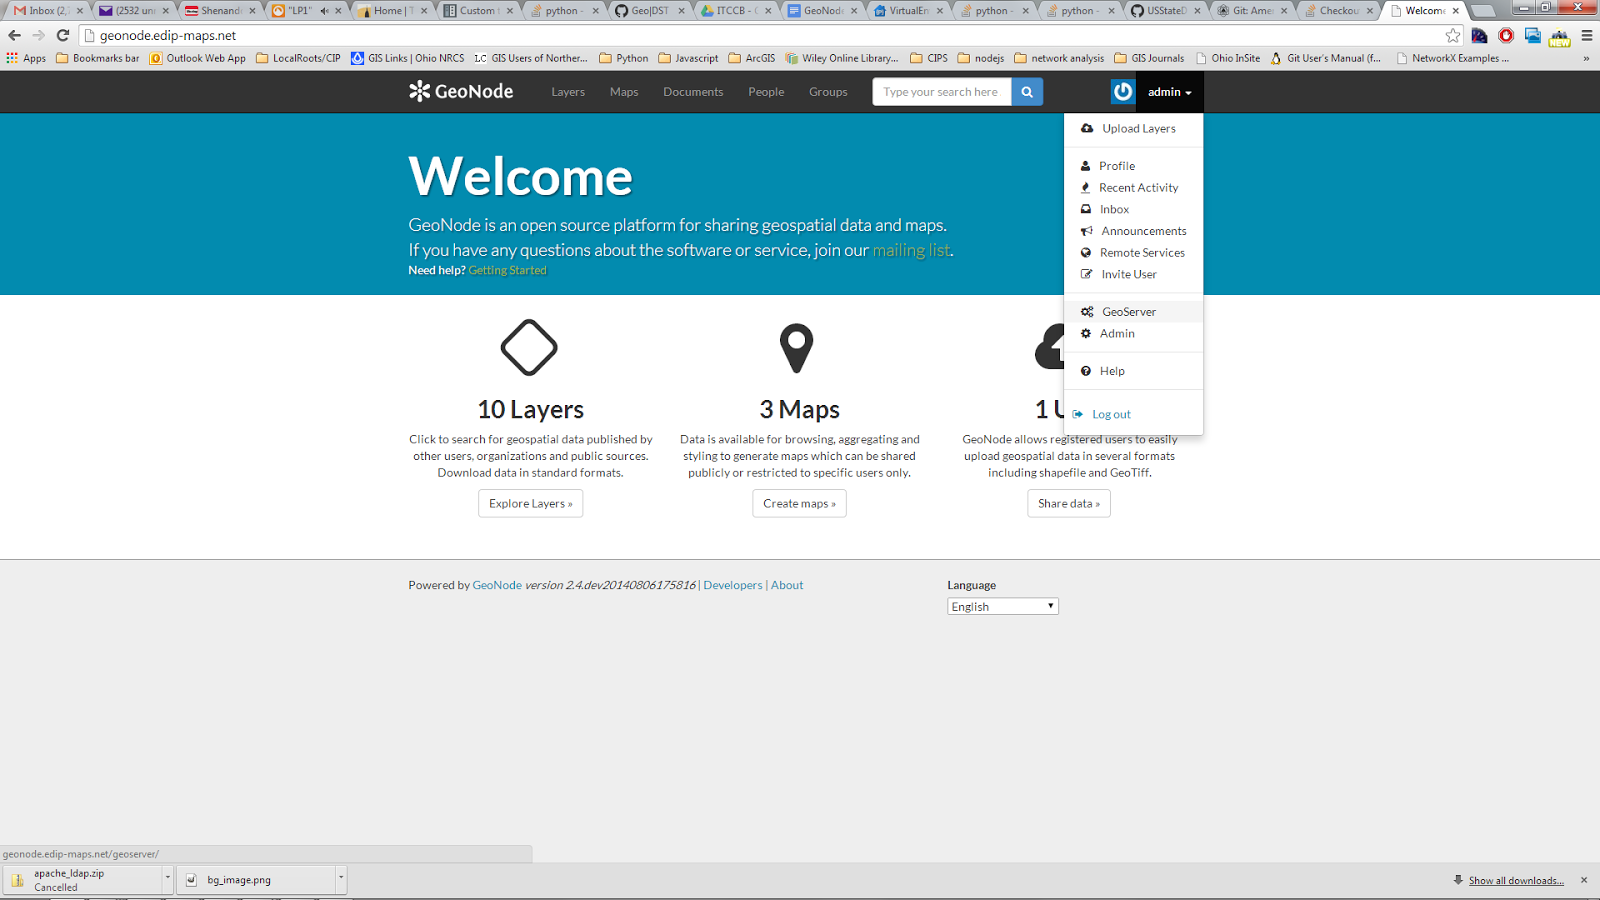 Inbox (2,
(2532 un
Shenand
"LP1"
Home | T
Custom t
python -
Geo|DST
ITCCB - G
GeoNode
VirtualEn
python -
python -
USStateD
Git: Amer
Checkou
Welcome
geonode.edip-maps.net
NEW
Apps
Bookmarks bar
Outlook Web App
LocalRoots/CIP
GIS Links | Ohio NRCS
LC GIS Users of Norther...
Python
Javascript
ArcGIS
Wiley Online Library...
CIPS
nodejs
network analysis
GIS Journals
Ohio InSite
Git User's Manual (f...
NetworkX Examples ...
»
GeoNode
Layers
Maps
Documents
People
Groups
Type your search here .
admin
Upload Layers
Profile
Recent Activity
Inbox
Announcements
Remote Services
Invite User
GeoServer
Admin
Help
Log out
Welcome
GeoNode is an open source platform for sharing geospatial data and maps.
If you have any questions about the software or service, join our mailing list.
Need help? Getting Started
10 Layers
Click to search for geospatial data published by
other users, organizations and public sources.
Download data in standard formats.
Explore Layers »
3 Maps
Data is available for browsing, aggregating and
styling to generate maps which can be shared
publicly or restricted to specific users only.
Create maps »
1 U
GeoNode allows registered users to easily
upload geospatial data in several formats
including shapefile and GeoTiff.
Share data »
Powered by GeoNode version 2.4.dev20140806175816 | Developers | About
Language
English
geonode.edip-maps.net/geoserver/
apache_ldap.zip
Cancelled
bg_image.png
Show all downloads...